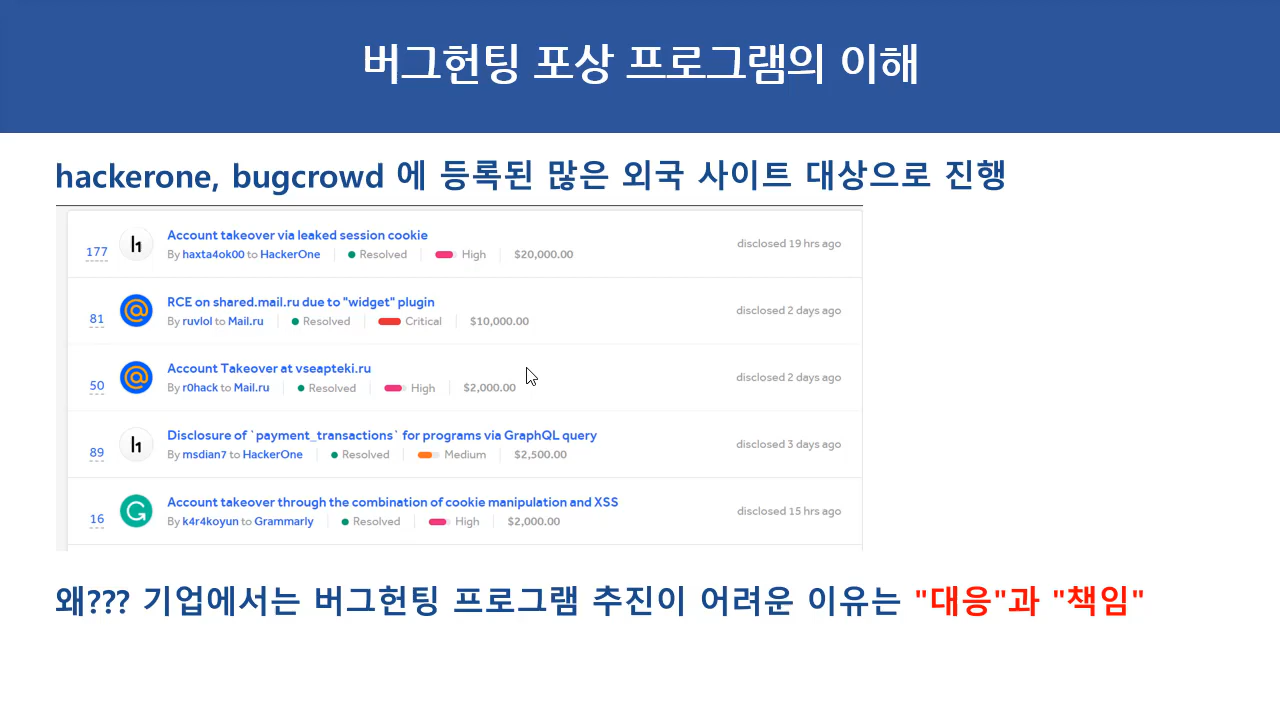 버그헌팅 포상 프로그램의 이해
hackerone, bugcrowd 에 등록된 많은 외국 사이트 대상으로 진행
177 h1 Account takeover via leaked session cookie
By haxta4ok00 to HackerOne Resolved High $20,000.00 disclosed 19 hrs ago
81 @ RCE on shared.mail.ru due to "widget" plugin
By ruvlol to Mail.ru Resolved Critical $10,000.00 disclosed 2 days ago
50 @ Account Takeover at vseapteki.ru
By r0hack to Mail.ru Resolved High $2,000.00 disclosed 2 days ago
89 h1 Disclosure of `payment_transactions` for programs via GraphQL query
By msdian7 to HackerOne Resolved Medium $2,500.00 disclosed 3 days ago
16 G Account takeover through the combination of cookie manipulation and XSS
By k4r4koyun to Grammarly Resolved High $2,000.00 disclosed 15 hrs ago
왜??? 기업에서는 버그헌팅 프로그램 추진이 어려운 이유는 "대응"과 "책임"